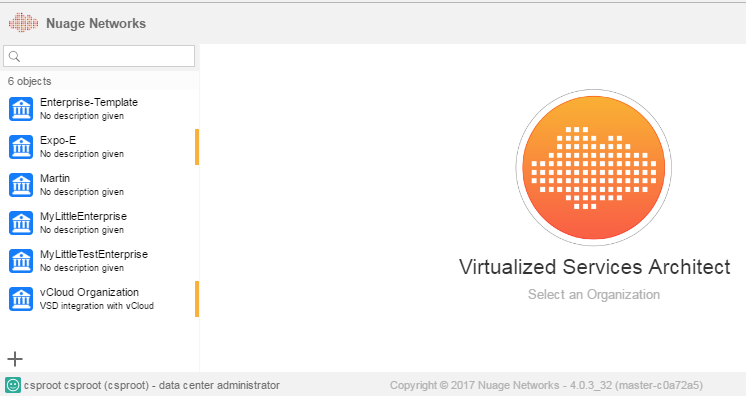 Nuage Networks
6 objects
Enterprise-Template
No description given
Expo-E
No description given
Martin
No description given
MyLittleEnterprise
No description given
MyLittleTestEnterprise
No description given
vCloud Organization
VSD integration with vCloud
Virtualized Services Architect
Select an Organization
csproot csproot (csproot) - data center administrator
Copyright © 2017 Nuage Networks - 4.0.3_32 (master-c0a72a5)